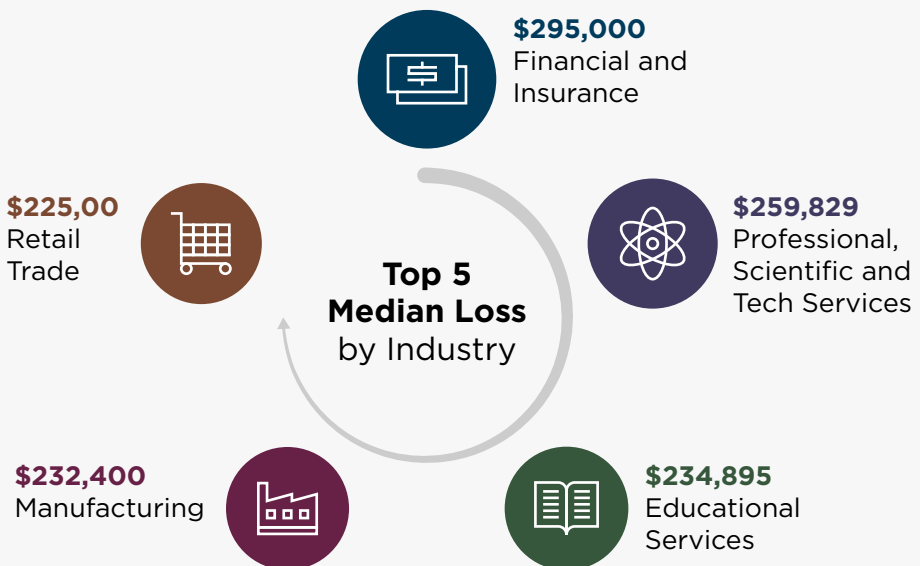 $295,000
Financial and
Insurance
$259,829
Professional,
Scientific and
Tech Services
$234,895
Educational
Services
$232,400
Manufacturing
$225,00
Retail
Trade
Top 5
Median Loss
by Industry